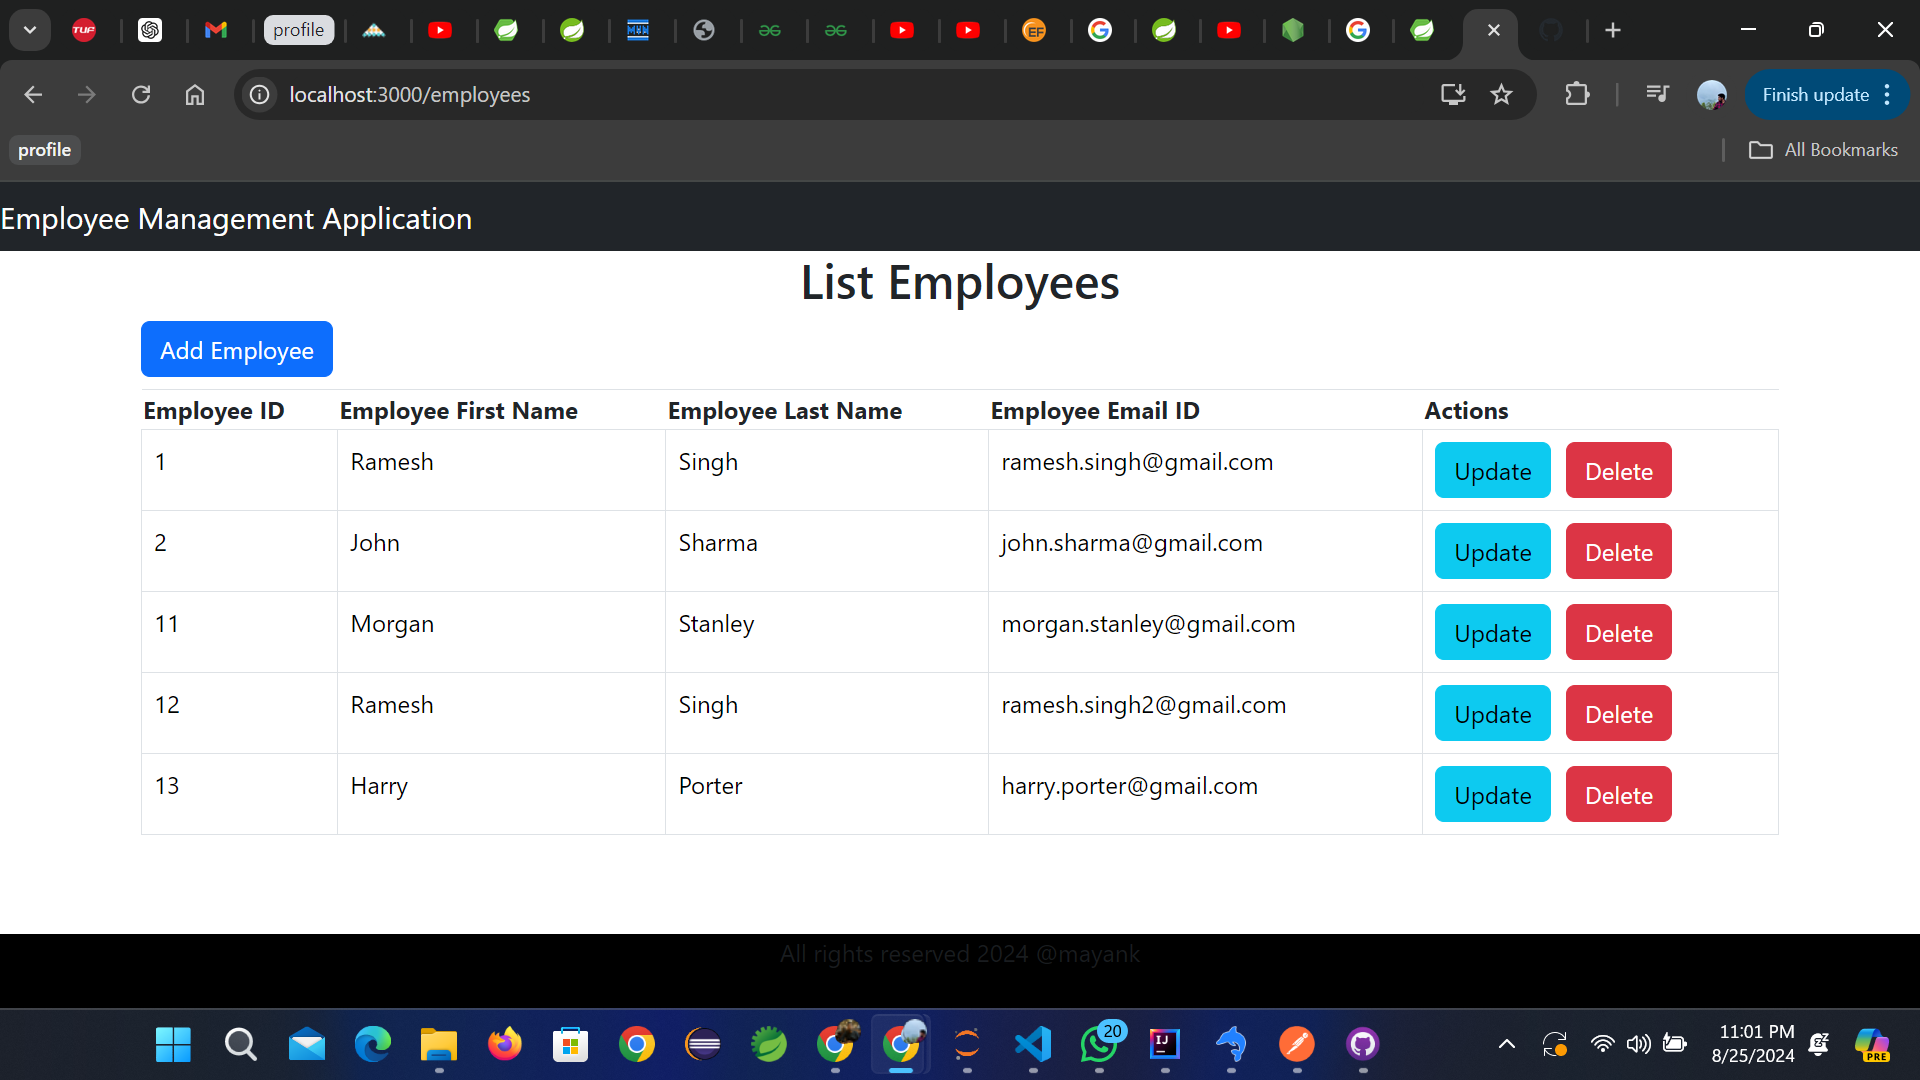 TUF
profile
EF
localhost:3000/employees
Finish update
profile
All Bookmarks
Employee Management Application
List Employees
Add Employee
Employee ID Employee First Name Employee Last Name Employee Email ID Actions
1 Ramesh Singh ramesh.singh@gmail.com Update Delete
2 John Sharma john.sharma@gmail.com Update Delete
11 Morgan Stanley morgan.stanley@gmail.com Update Delete
12 Ramesh Singh ramesh.singh2@gmail.com Update Delete
13 Harry Porter harry.porter@gmail.com Update Delete
All rights reserved 2024 @mayank
20
IJ
11:01 PM
8/25/2024
PRE